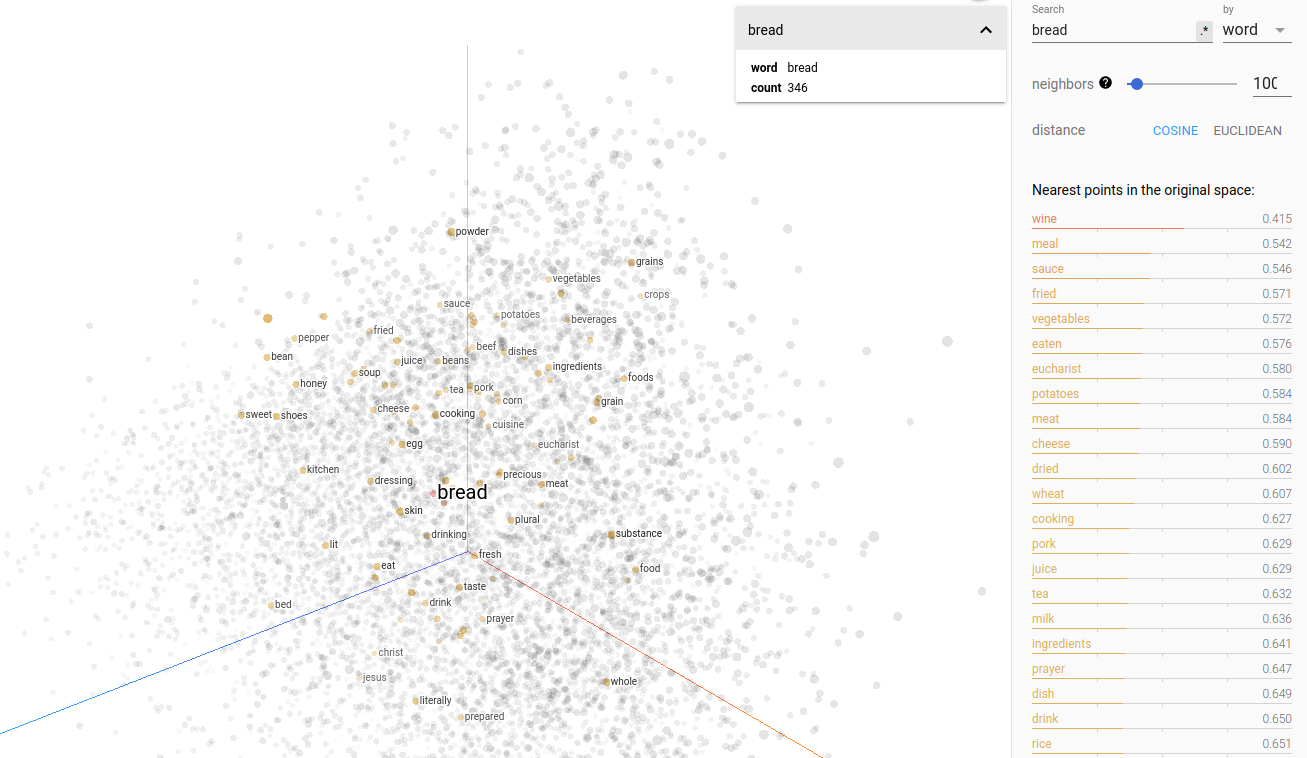 bread
word bread
count 346
Search
by
bread
.*
word
neighbors ?
100
distance
COSINE
EUCLIDEAN
Nearest points in the original space:
wine 0.415
meal 0.542
sauce 0.546
fried 0.571
vegetables 0.572
eaten 0.576
eucharist 0.580
potatoes 0.584
meat 0.584
cheese 0.590
dried 0.602
wheat 0.607
cooking 0.627
pork 0.629
juice 0.629
tea 0.632
milk 0.636
ingredients 0.641
prayer 0.647
dish 0.649
drink 0.650
rice 0.651
powder
grains
vegetables
crops
sauce
potatoes
beverages
fried
pepper
beef
dishes
bean
juice
beans
ingredients
soup
foods
honey
tea
pork
corn
grain
cheese
cooking
sweet
shoes
cuisine
egg
eucharist
kitchen
dressing
precious
meat
bread
skin
plural
drinking
substance
lit
fresh
eat
food
taste
bed
drink
prayer
christ
jesus
whole
literally
prepared